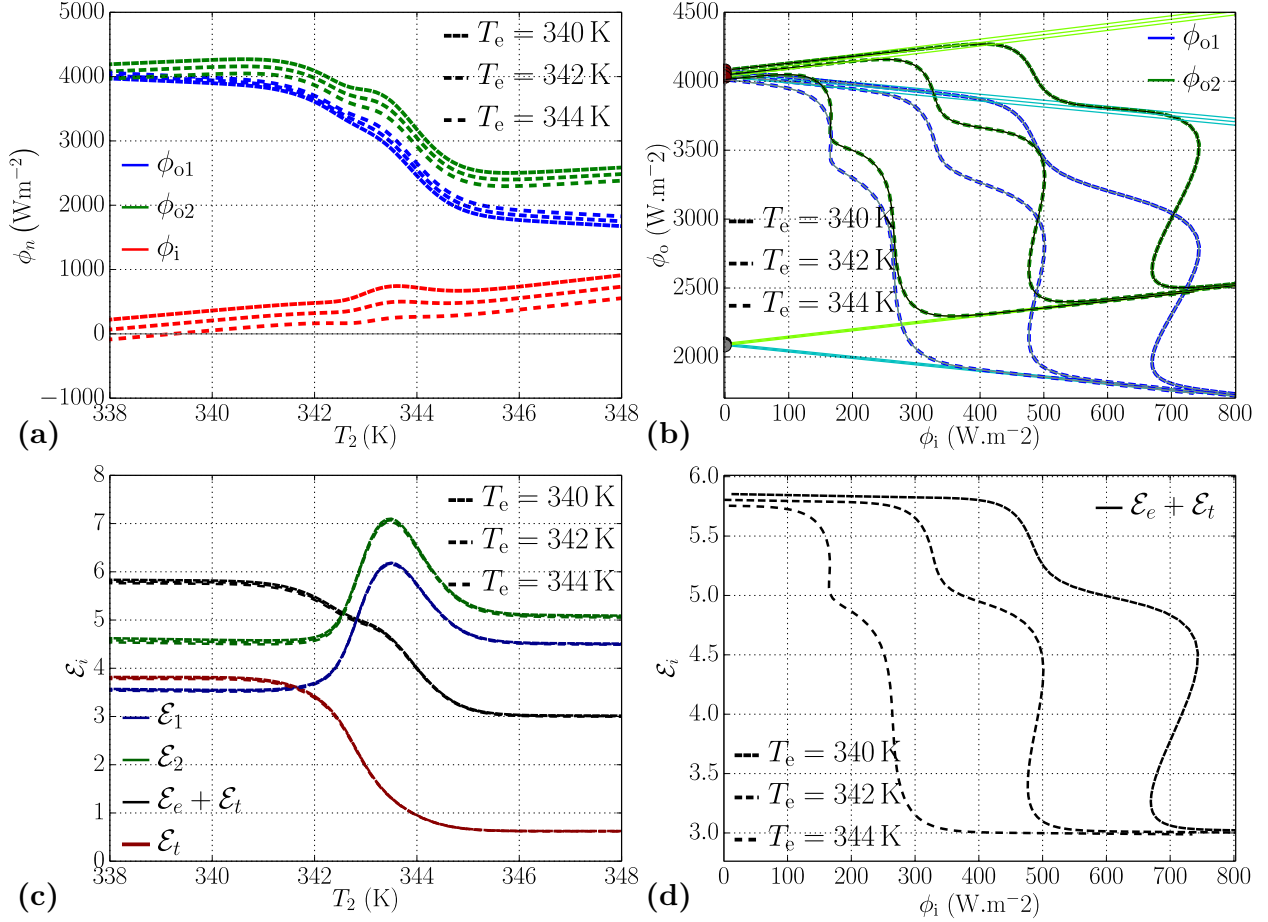 5000
4000
3000
2000
1000
0
−1000
ϕn (Wm−2)
Te = 340 K
Te = 342 K
Te = 344 K
ϕo1
ϕo2
ϕi
338 340 342 344 346 348
T2 (K)
(a)
4500
4000
3500
3000
2500
2000
ϕo (W.m−2)
ϕo1
ϕo2
Te = 340 K
Te = 342 K
Te = 344 K
0 100 200 300 400 500 600 700 800
ϕi (W.m−2)
(b)
8
7
6
5
4
3
2
1
0
ℰi
Te = 340 K
Te = 342 K
Te = 344 K
ℰ1
ℰ2
ℰe + ℰt
ℰt
338 340 342 344 346 348
T2 (K)
(c)
6.0
5.5
5.0
4.5
4.0
3.5
3.0
ℰi
ℰe + ℰt
Te = 340 K
Te = 342 K
Te = 344 K
0 100 200 300 400 500 600 700 800
ϕi (W.m−2)
(d)